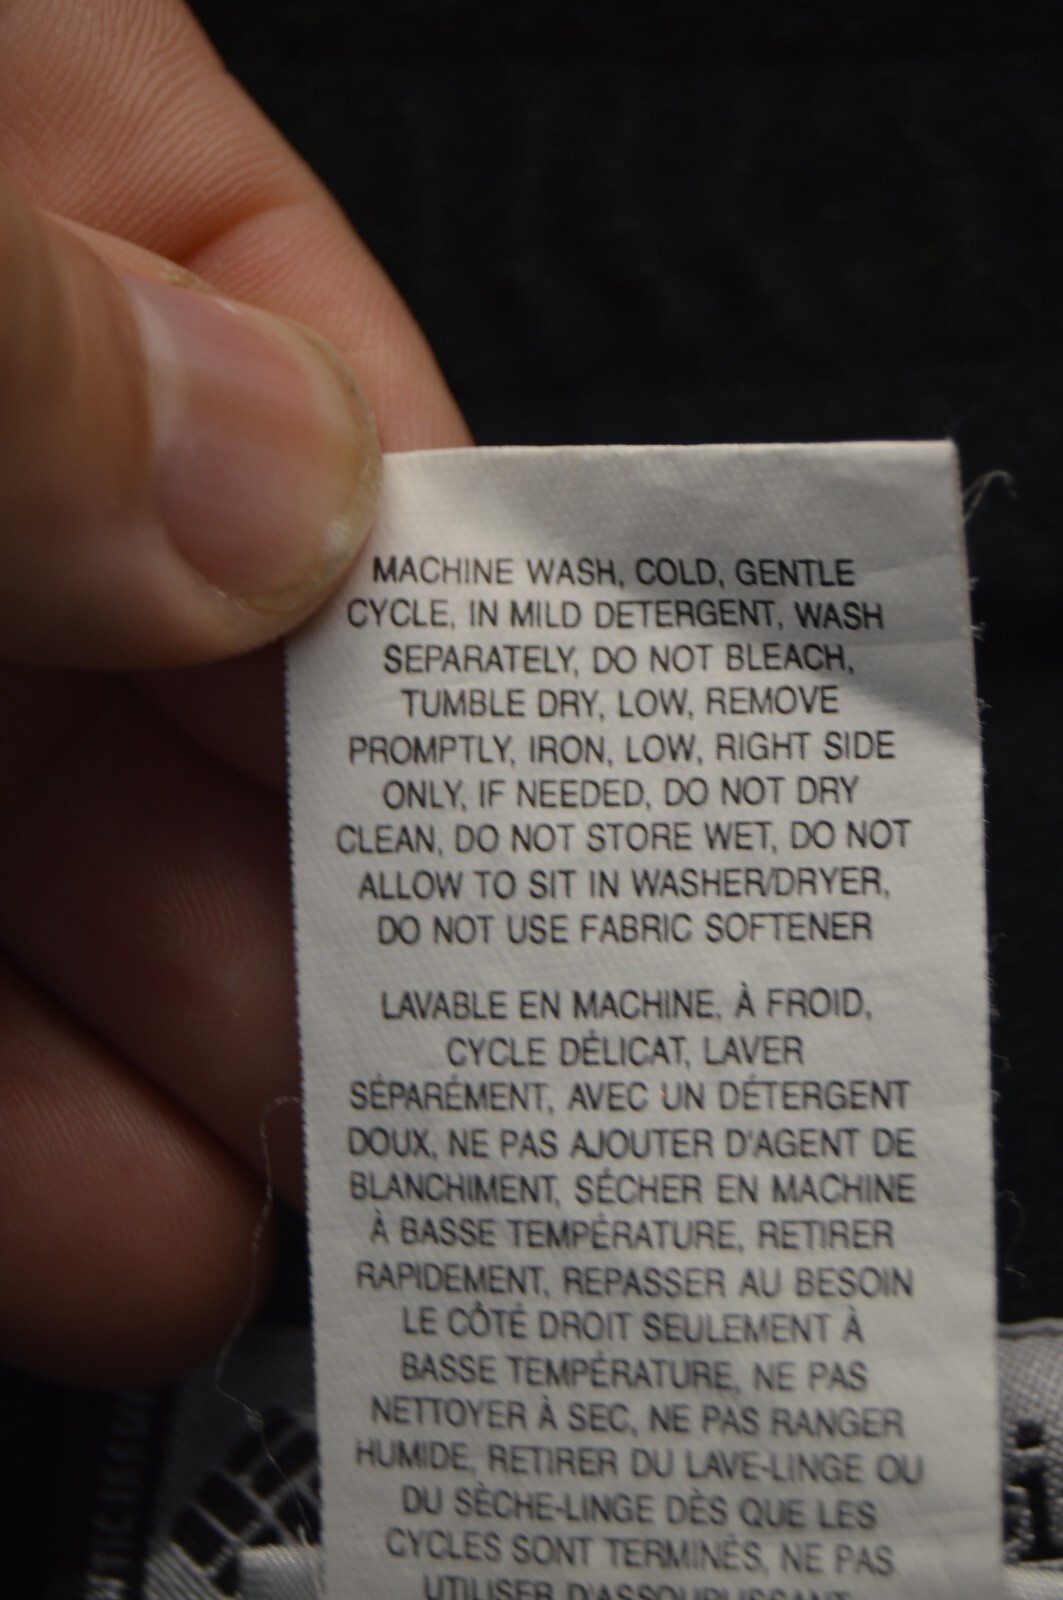 MACHINE WASH, COLD, GENTLE
CYCLE, IN MILD DETERGENT, WASH
SEPARATELY, DO NOT BLEACH,
TUMBLE DRY, LOW, REMOVE
PROMPTLY, IRON, LOW, RIGHT SIDE
ONLY, IF NEEDED, DO NOT DRY
CLEAN, DO NOT STORE WET, DO NOT
ALLOW TO SIT IN WASHER/DRYER,
DO NOT USE FABRIC SOFTENER
LAVABLE EN MACHINE, À FROID,
CYCLE DÉLICAT, LAVER
SÉPARÉMENT, AVEC UN DÉTERGENT
DOUX, NE PAS AJOUTER D'AGENT DE
BLANCHIMENT, SÉCHER EN MACHINE
À BASSE TEMPÉRATURE, RETIRER
RAPIDEMENT, REPASSER AU BESOIN
LE CÔTÉ DROIT SEULEMENT À
BASSE TEMPÉRATURE, NE PAS
NETTOYER À SEC, NE PAS RANGER
HUMIDE, RETIRER DU LAVE-LINGE OU
DU SÈCHE-LINGE DÈS QUE LES
CYCLES SONT TERMINÉS, NE PAS
UTILISER D'ASSOUPLISSANT